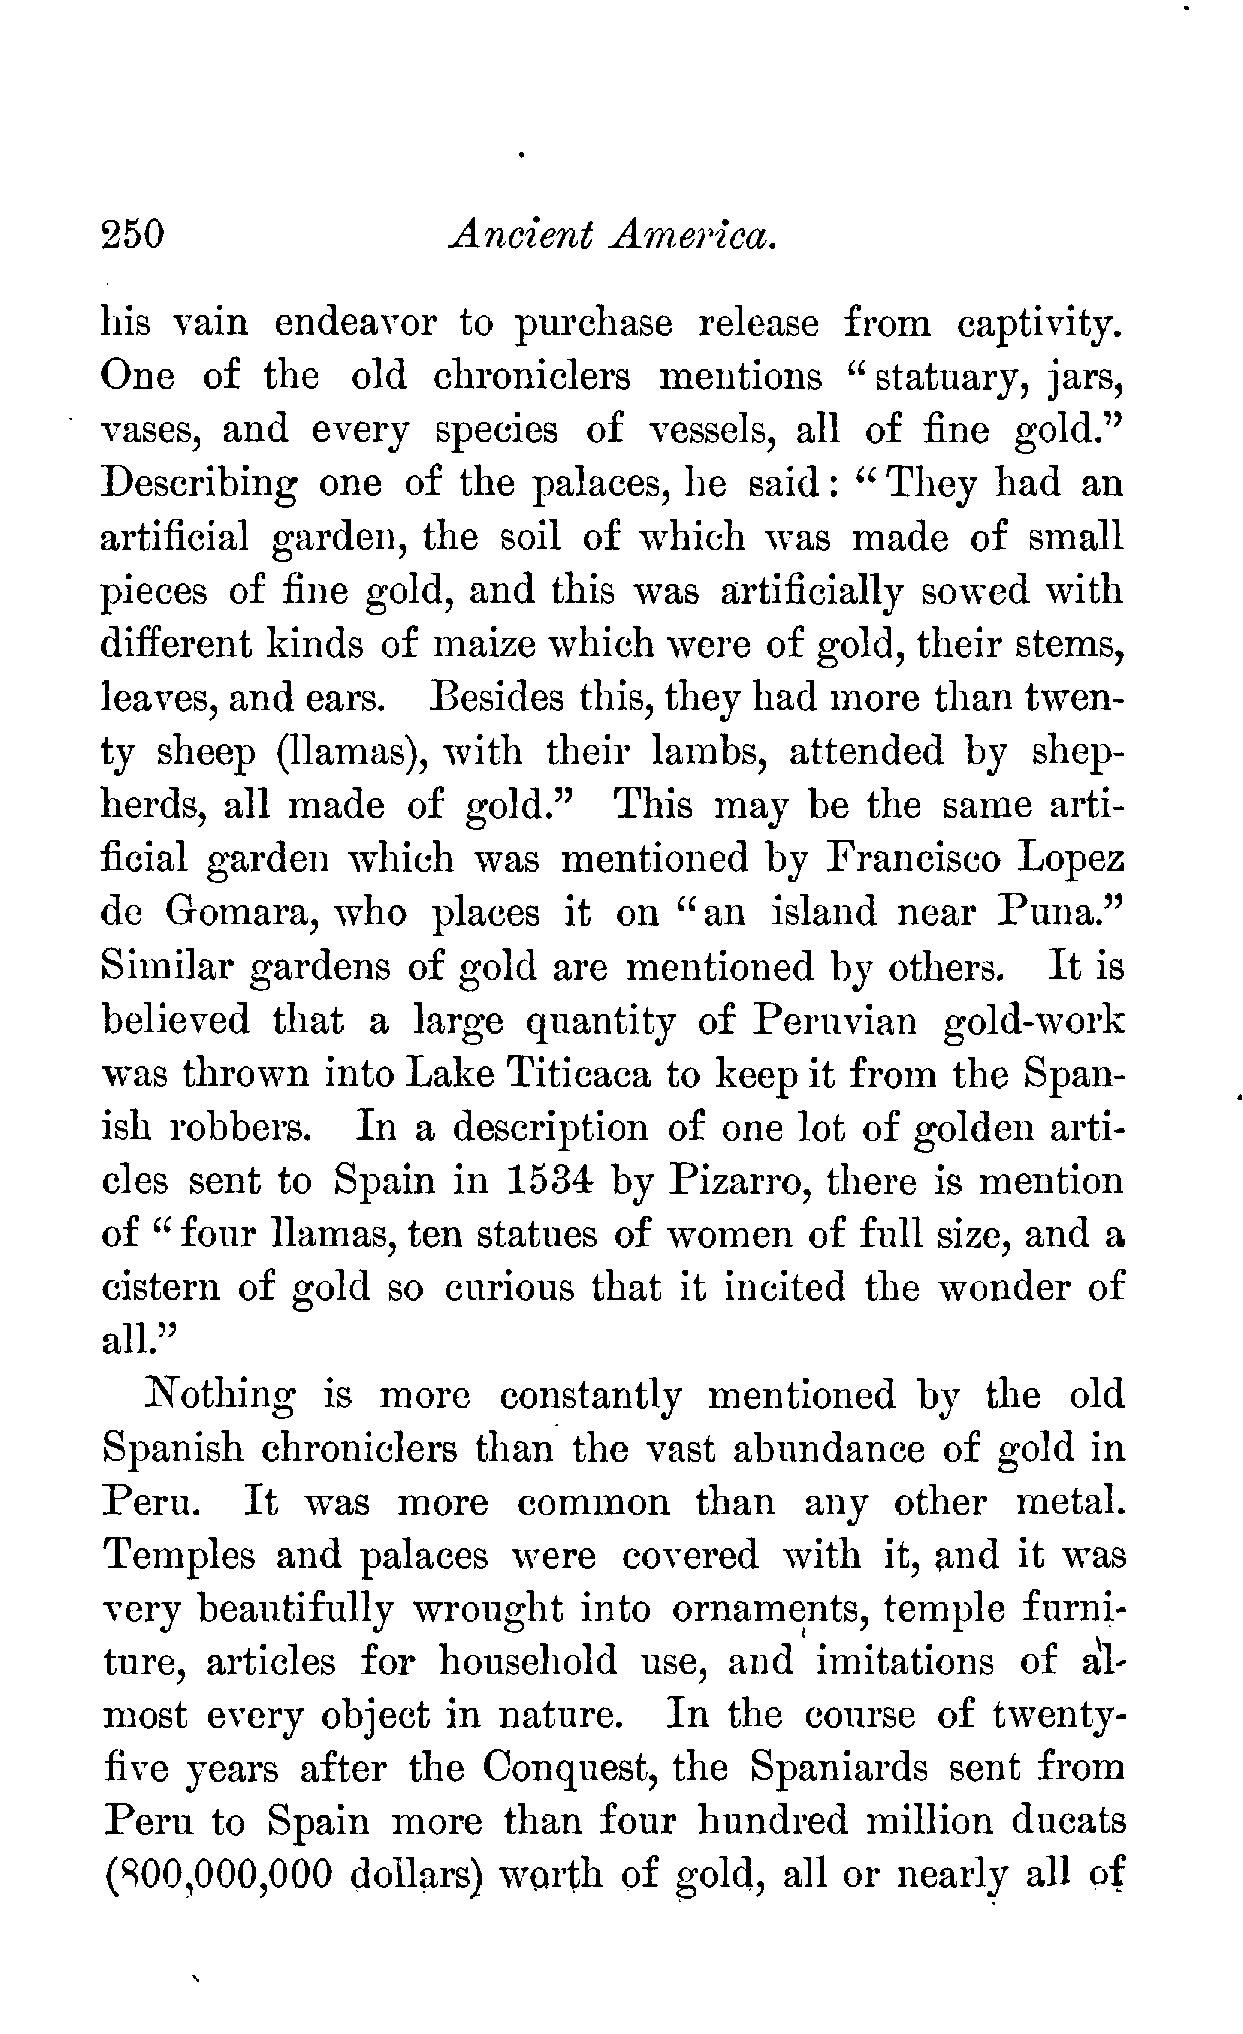 250 Ancient America.
his vain endeavor to purchase release from captivity.
One of the old chroniclers mentions “statuary, jars,
vases, and every species of vessels, all of fine gold.”
Describing one of the palaces, he said: “They had an
artificial garden, the soil of which was made of small
pieces of fine gold, and this was artificially sowed with
different kinds of maize which were of gold, their stems,
leaves, and ears. Besides this, they had more than twen-
ty sheep (llamas), with their lambs, attended by shep-
herds, all made of gold.” This may be the same arti-
ficial garden which was mentioned by Francisco Lopez
de Gomara, who places it on “an island near Puna.”
Similar gardens of gold are mentioned by others. It is
believed that a large quantity of Peruvian gold-work
was thrown into Lake Titicaca to keep it from the Span-
ish robbers. In a description of one lot of golden arti-
cles sent to Spain in 1534 by Pizarro, there is mention
of “four llamas, ten statues of women of full size, and a
cistern of gold so curious that it incited the wonder of
all.”
Nothing is more constantly mentioned by the old
Spanish chroniclers than the vast abundance of gold in
Peru. It was more common than any other metal.
Temples and palaces were covered with it, and it was
very beautifully wrought into ornaments, temple furni-
ture, articles for household use, and imitations of al-
most every object in nature. In the course of twenty-
five years after the Conquest, the Spaniards sent from
Peru to Spain more than four hundred million ducats
(800,000,000 dollars) worth of gold, all or nearly all of